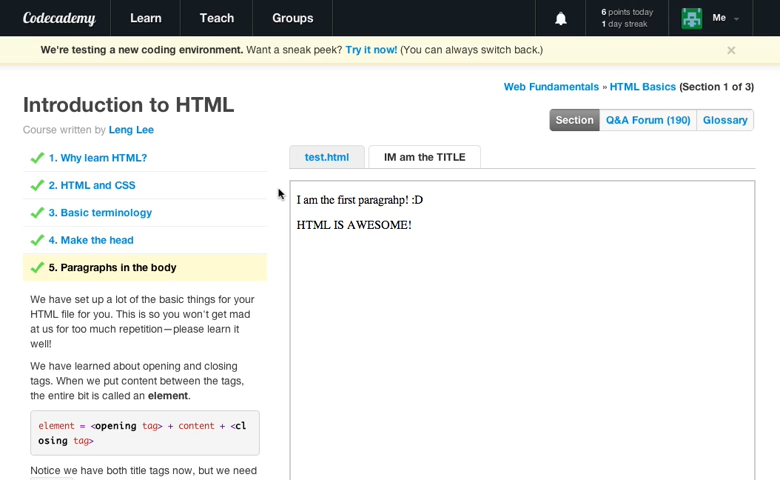 Codecademy Learn Teach Groups 6 points today Me
1 day streak
We're testing a new coding environment. Want a sneak peek? Try it now! (You can always switch back.) ×
Web Fundamentals » HTML Basics (Section 1 of 3)
Introduction to HTML
Section Q&A Forum (190) Glossary
Course written by Leng Lee
1. Why learn HTML?
2. HTML and CSS
3. Basic terminology
4. Make the head
5. Paragraphs in the body
We have set up a lot of the basic things for your
HTML file for you. This is so you won't get mad
at us for too much repetition—please learn it
well!
We have learned about opening and closing
tags. When we put content between the tags,
the entire bit is called an element.
element = <opening tag> + content + <cl
osing tag>
Notice we have both title tags now, but we need
test.html IM am the TITLE
I am the first paragrahp! :D
HTML IS AWESOME!